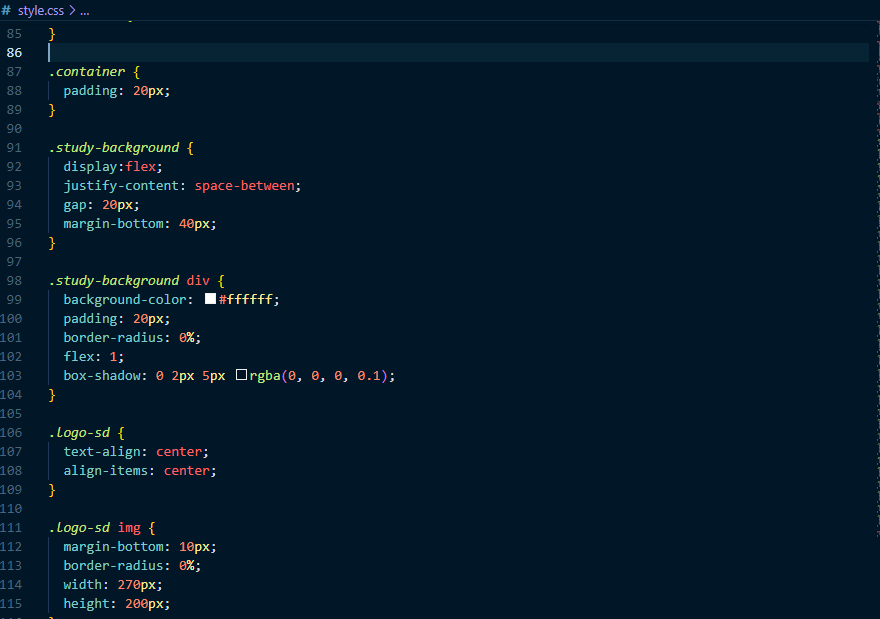 # style.css > ...
85 }
86
87 .container {
88 padding: 20px;
89 }
90
91 .study-background {
92 display:flex;
93 justify-content: space-between;
94 gap: 20px;
95 margin-bottom: 40px;
96 }
97
98 .study-background div {
99 background-color: #ffffff;
100 padding: 20px;
101 border-radius: 0%;
102 flex: 1;
103 box-shadow: 0 2px 5px rgba(0, 0, 0, 0.1);
104 }
105
106 .logo-sd {
107 text-align: center;
108 align-items: center;
109 }
110
111 .logo-sd img {
112 margin-bottom: 10px;
113 border-radius: 0%;
114 width: 270px;
115 height: 200px;